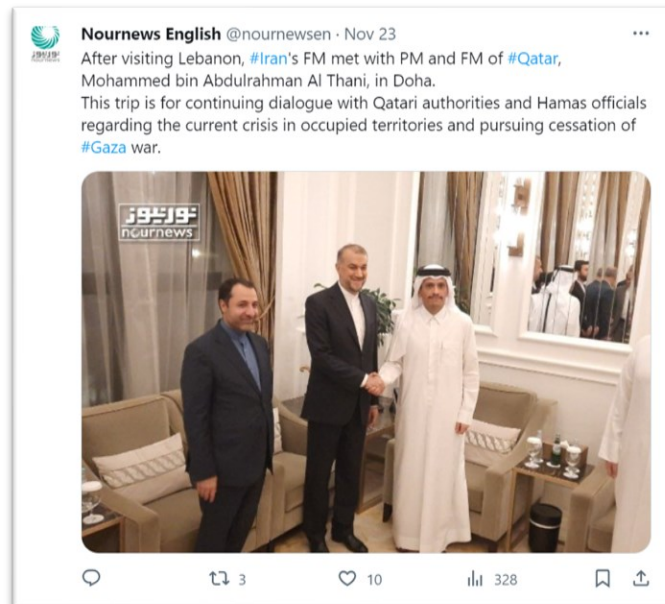 Nournews English @nournewsen · Nov 23
After visiting Lebanon, #Iran's FM met with PM and FM of #Qatar,
Mohammed bin Abdulrahman Al Thani, in Doha.
This trip is for continuing dialogue with Qatari authorities and Hamas officials
regarding the current crisis in occupied territories and pursuing cessation of
#Gaza war.
نورنیوز
nournews
3
10
328